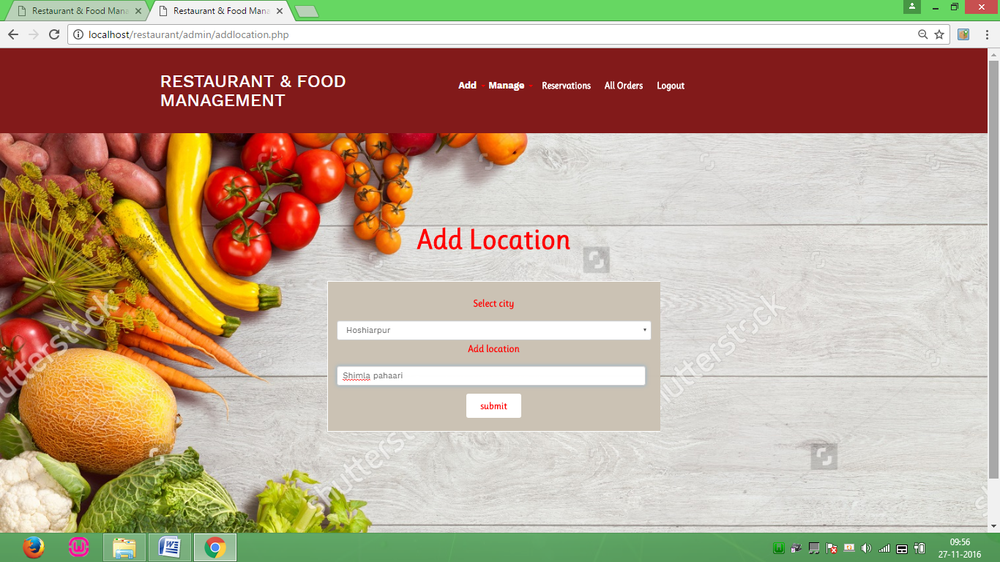 Restaurant & Food Mana
Restaurant & Food Mana
localhost/restaurant/admin/addlocation.php
RESTAURANT & FOOD
MANAGEMENT
Add Manage Reservations All Orders Logout
Add Location
Select city
Hoshiarpur
Add location
Shimla pahaari
submit
shutterstock
shutterstock
shutterstock
W
09:56
27-11-2016